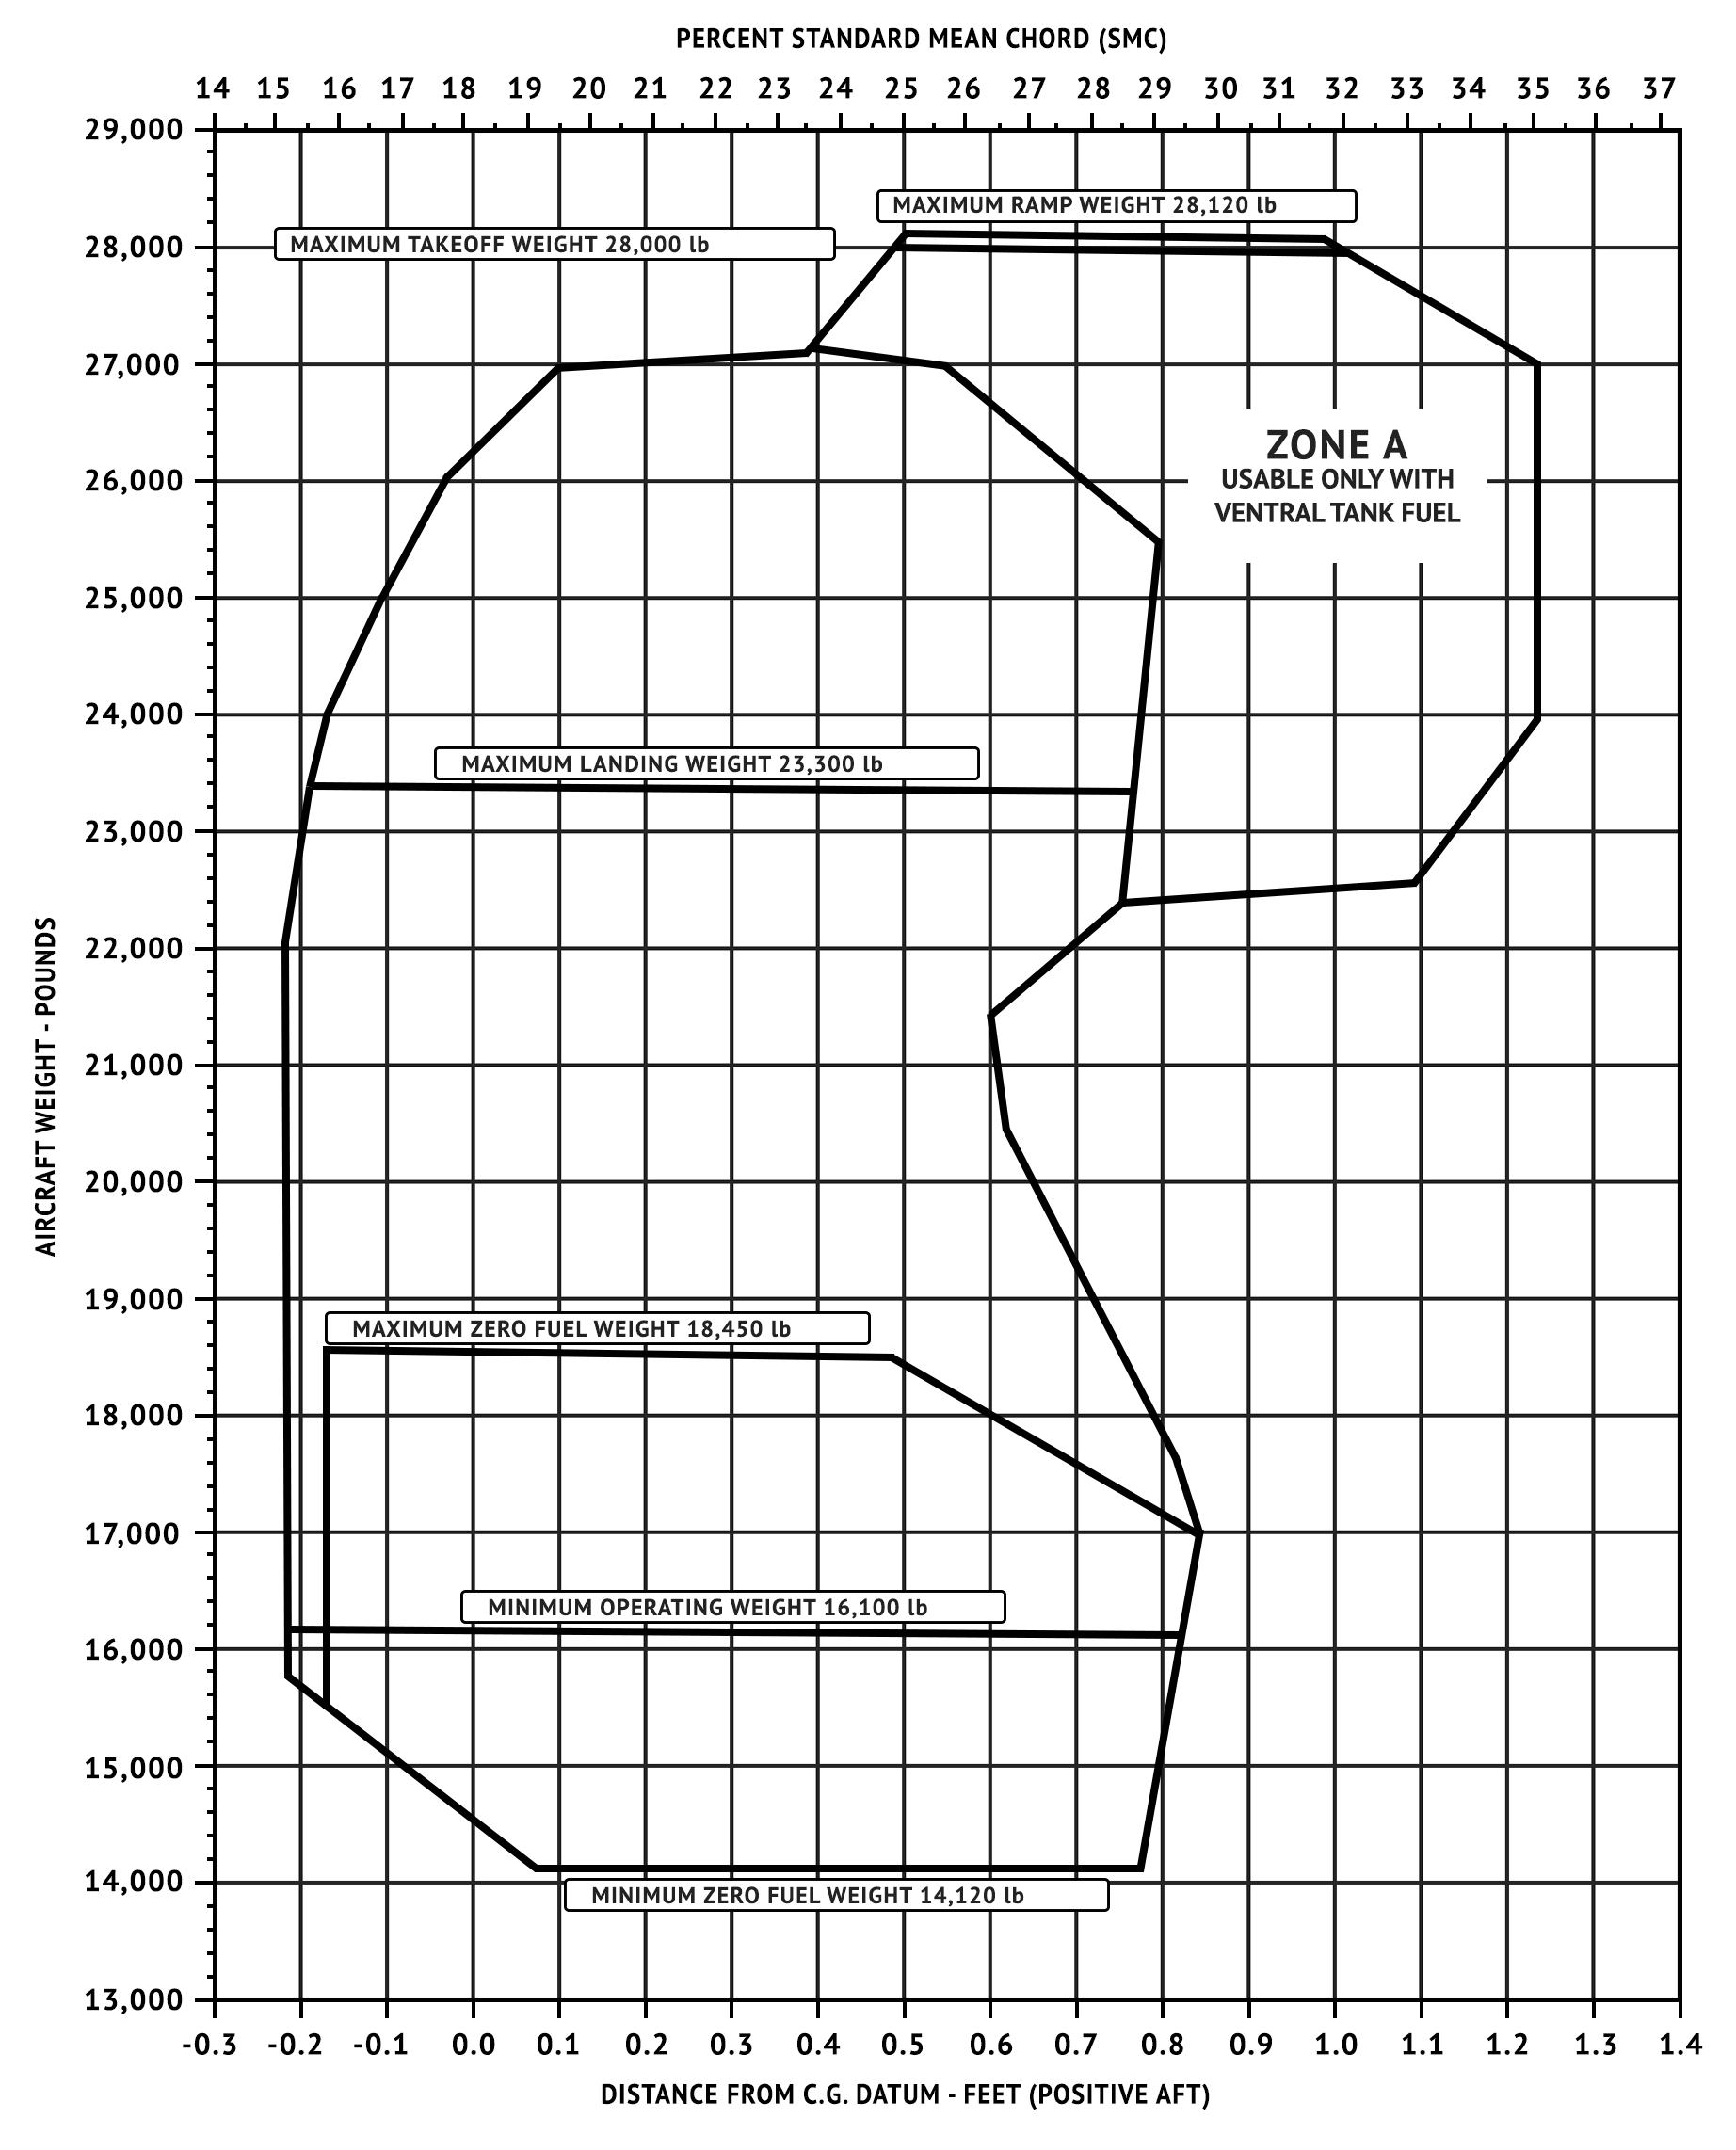 PERCENT STANDARD MEAN CHORD (SMC)
14 15 16 17 18 19 20 21 22 23 24 25 26 27 28 29 30 31 32 33 34 35 36 37
29,000
MAXIMUM RAMP WEIGHT 28,120 lb
28,000
MAXIMUM TAKEOFF WEIGHT 28,000 lb
27,000
ZONE A
USABLE ONLY WITH
VENTRAL TANK FUEL
26,000
25,000
24,000
MAXIMUM LANDING WEIGHT 23,300 lb
23,000
22,000
AIRCRAFT WEIGHT - POUNDS
21,000
20,000
19,000
MAXIMUM ZERO FUEL WEIGHT 18,450 lb
18,000
17,000
MINIMUM OPERATING WEIGHT 16,100 lb
16,000
15,000
14,000
MINIMUM ZERO FUEL WEIGHT 14,120 lb
13,000
-0.3 -0.2 -0.1 0.0 0.1 0.2 0.3 0.4 0.5 0.6 0.7 0.8 0.9 1.0 1.1 1.2 1.3 1.4
DISTANCE FROM C.G. DATUM - FEET (POSITIVE AFT)